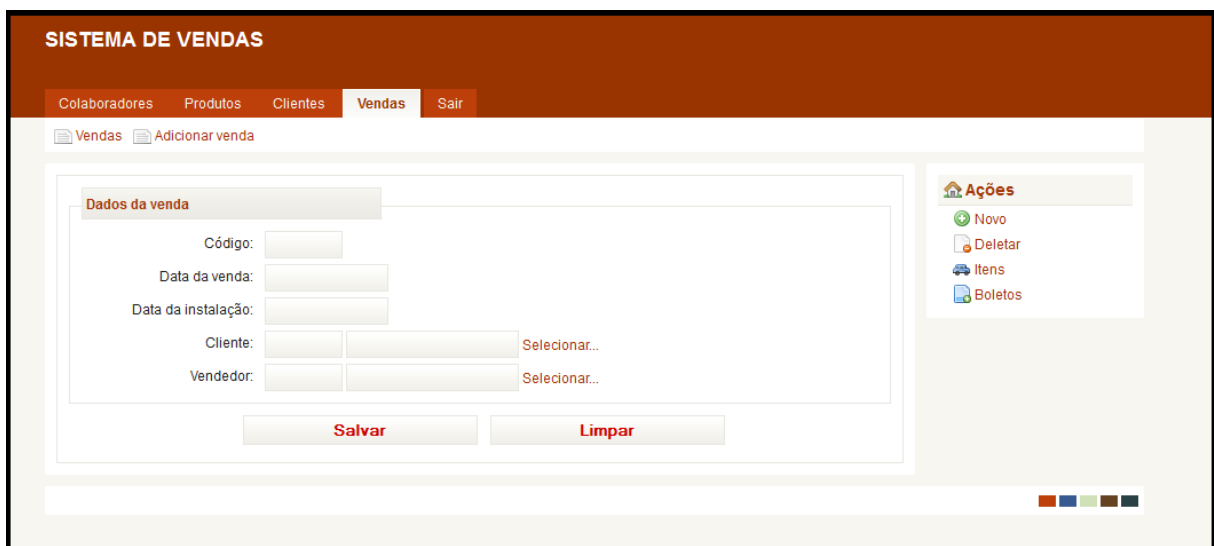 SISTEMA DE VENDAS
Colaboradores Produtos Clientes Vendas Sair
Vendas Adicionar venda
Dados da venda
Código:
Data da venda:
Data da instalação:
Cliente: Selecionar...
Vendedor: Selecionar...
Salvar Limpar
Ações
Novo
Deletar
Itens
Boletos